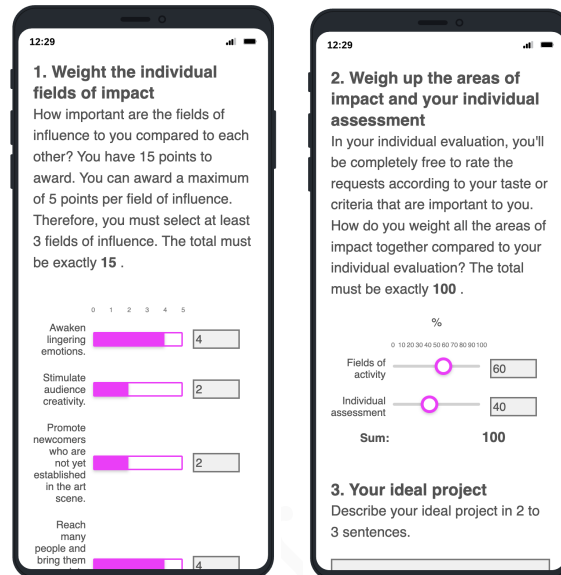 12:29
1. Weight the individual
fields of impact
How important are the fields of
influence to you compared to each
other? You have 15 points to
award. You can award a maximum
of 5 points per field of influence.
Therefore, you must select at least
3 fields of influence. The total must
be exactly 15 .
0 1 2 3 4 5
Awaken
lingering
emotions.
4
Stimulate
audience
creativity.
2
Promote
newcomers
who are
not yet
established
in the art
scene.
2
Reach
many
people and
bring them
4
12:29
2. Weigh up the areas of
impact and your individual
assessment
In your individual evaluation, you'll
be completely free to rate the
requests according to your taste or
criteria that are important to you.
How do you weight all the areas of
impact together compared to your
individual evaluation? The total
must be exactly 100 .
%
0 10 20 30 40 50 60 70 80 90 100
Fields of
activity
60
Individual
assessment
40
Sum: 100
3. Your ideal project
Describe your ideal project in 2 to
3 sentences.